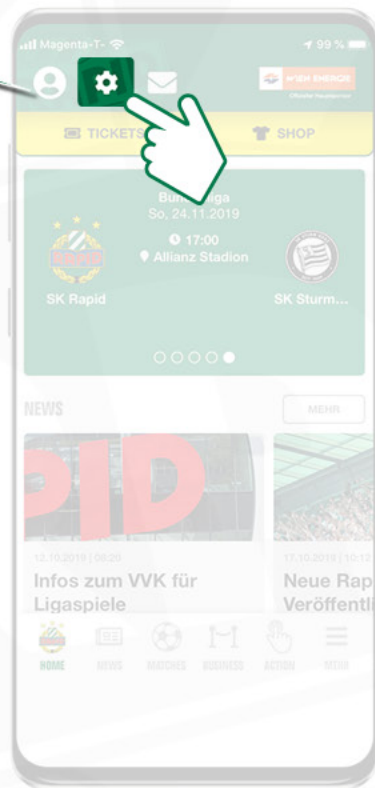 Magenta-T-
99 %
WIEN ENERGIE
TICKETS
SHOP
So, 24.11.2019
17:00
Allianz Stadion
SK Rapid
SK Sturm...
NEWS
MEHR
PID
12.10.2019 | 09:26
17.10.2019 | 10:12
Infos zum VVK für
Ligaspiele
Neue Rap
Veröffentli
HOME
NEWS
MATCHES
BUSINESS
ACTION
MEHR